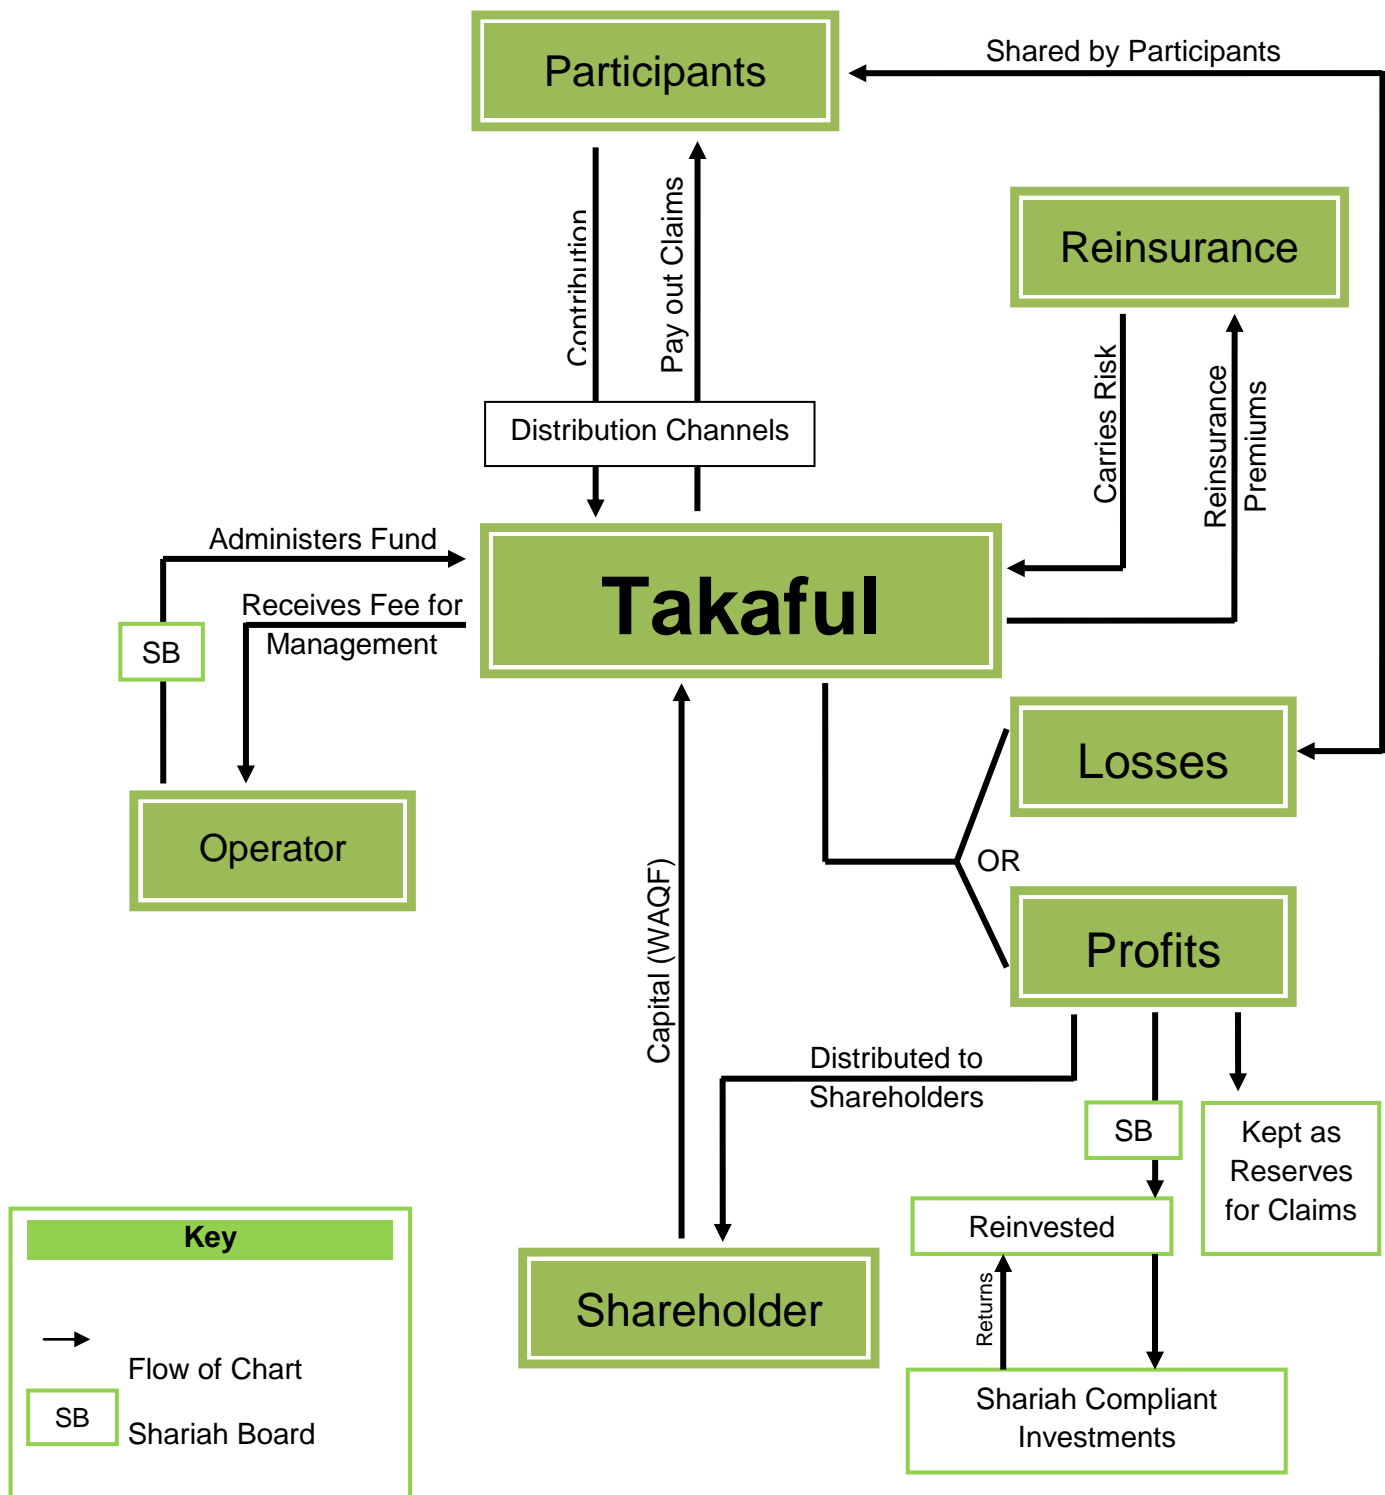 Participants
Shared by Participants
Contribution
Pay out Claims
Reinsurance
Carries Risk
Reinsurance
Premiums
Distribution Channels
Administers Fund
Receives Fee for
Management
SB
Takaful
Operator
Losses
OR
Profits
Capital (WAQF)
Distributed to
Shareholders
SB
Kept as
Reserves
for Claims
Reinvested
Returns
Shareholder
Shariah Compliant
Investments
Key
Flow of Chart
SB
Shariah Board